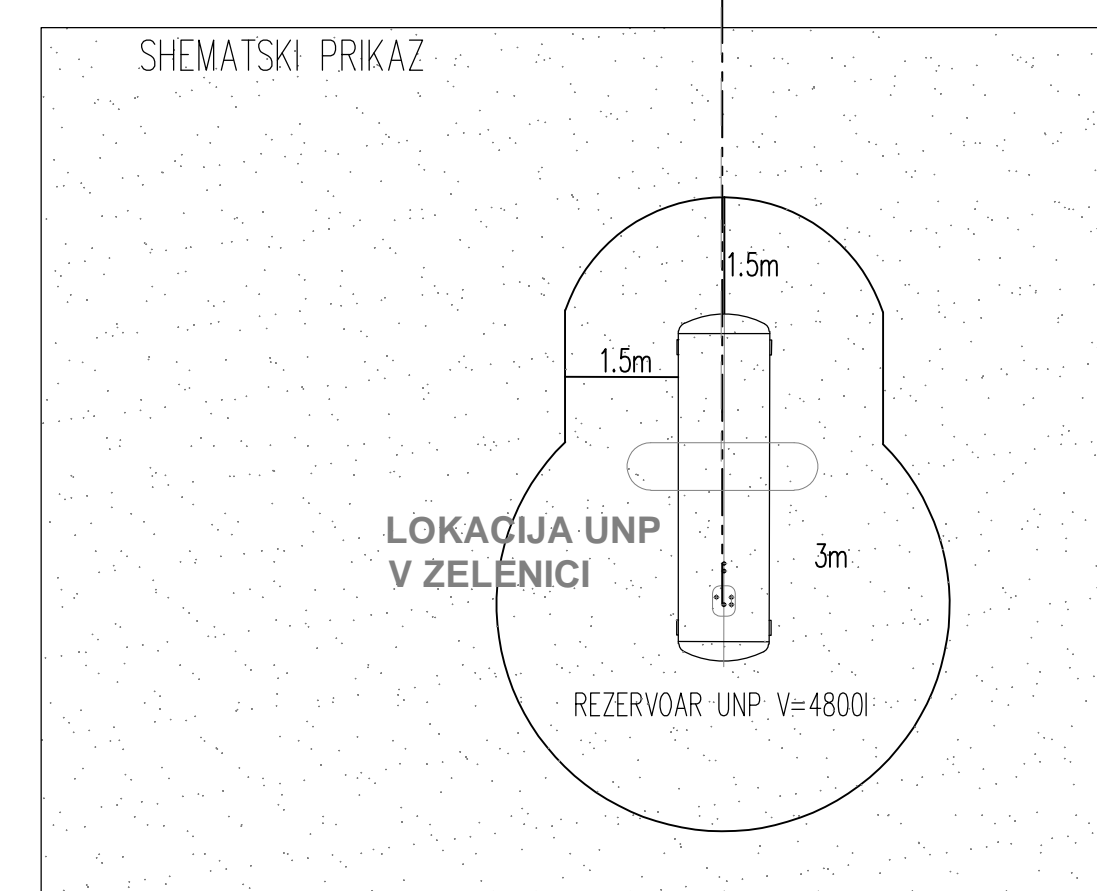 SHEMATSKI PRIKAZ
1.5m
1.5m
LOKACIJA UNP
V ZELENICI
3m
REZERVOAR UNP V=4800l